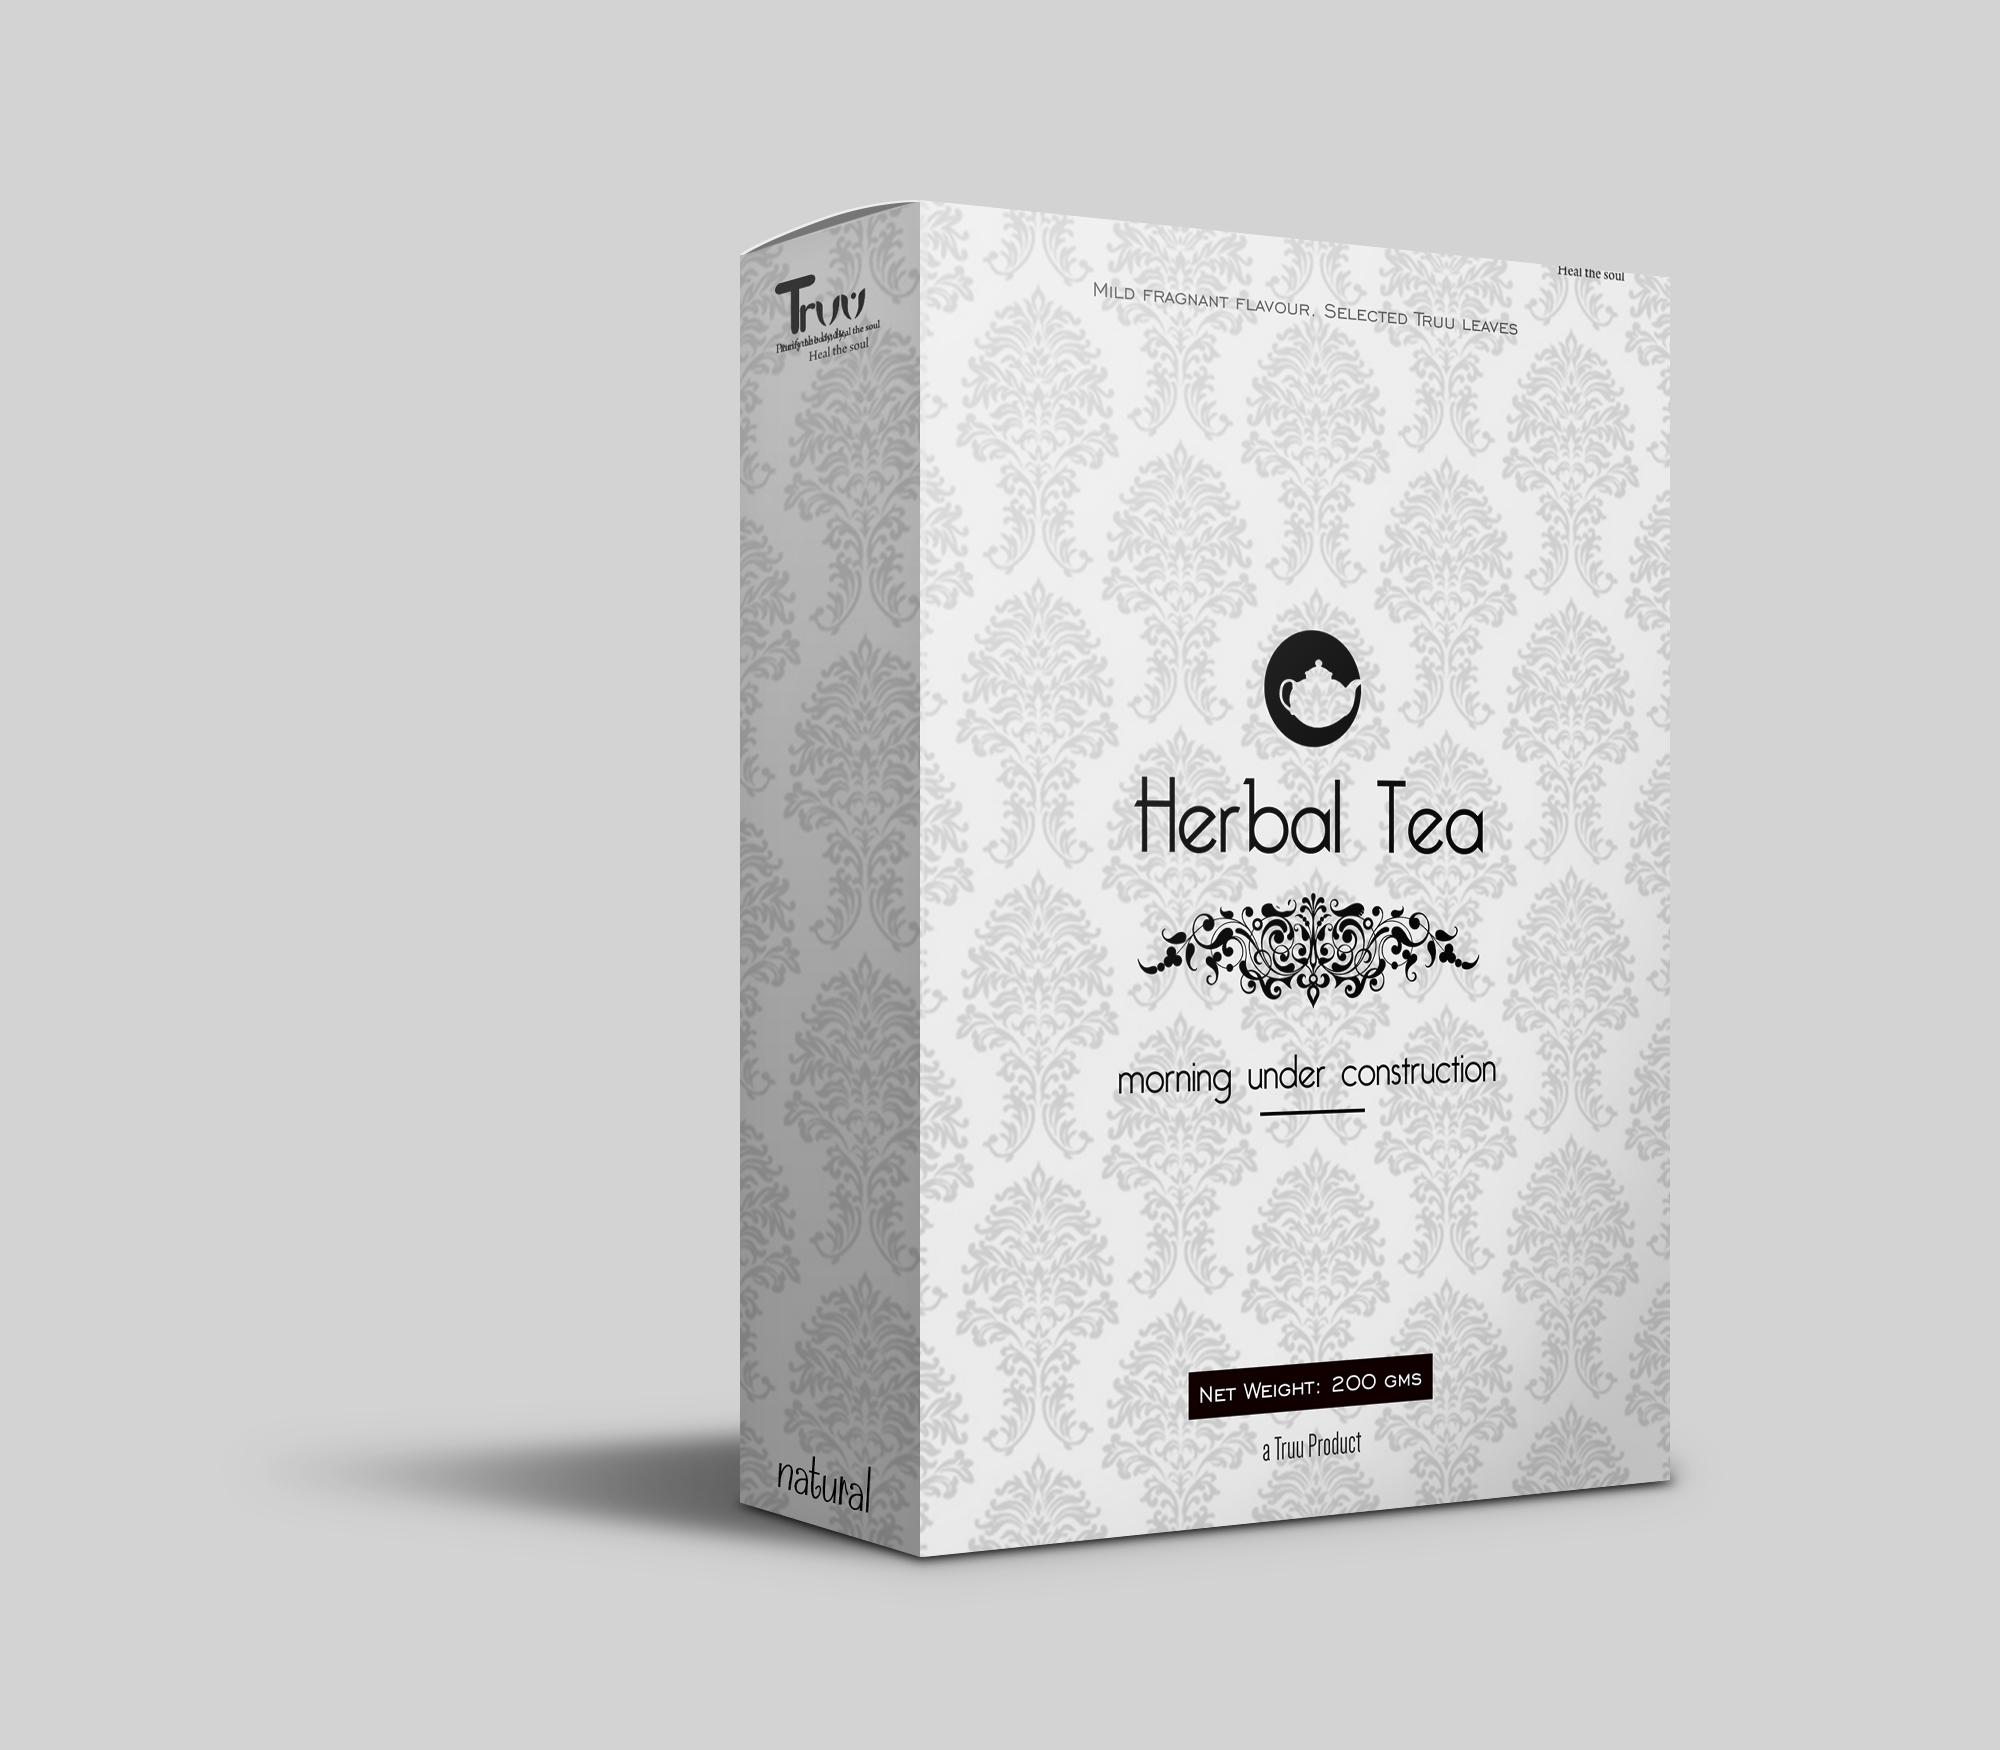 Truu
Heal the soul
natural
Heal the soul
MILD FRAGNANT FLAVOUR. SELECTED TRUU LEAVES
Herbal Tea
morning under construction
NET WEIGHT: 200 GMS
a Truu Product